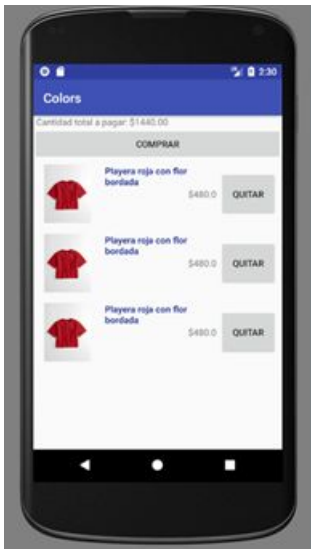 2:30
Colors
Cantidad total a pagar: $1440.00
COMPRAR
Playera roja con flor
bordada
$480.0
QUITAR
Playera roja con flor
bordada
$480.0
QUITAR
Playera roja con flor
bordada
$480.0
QUITAR